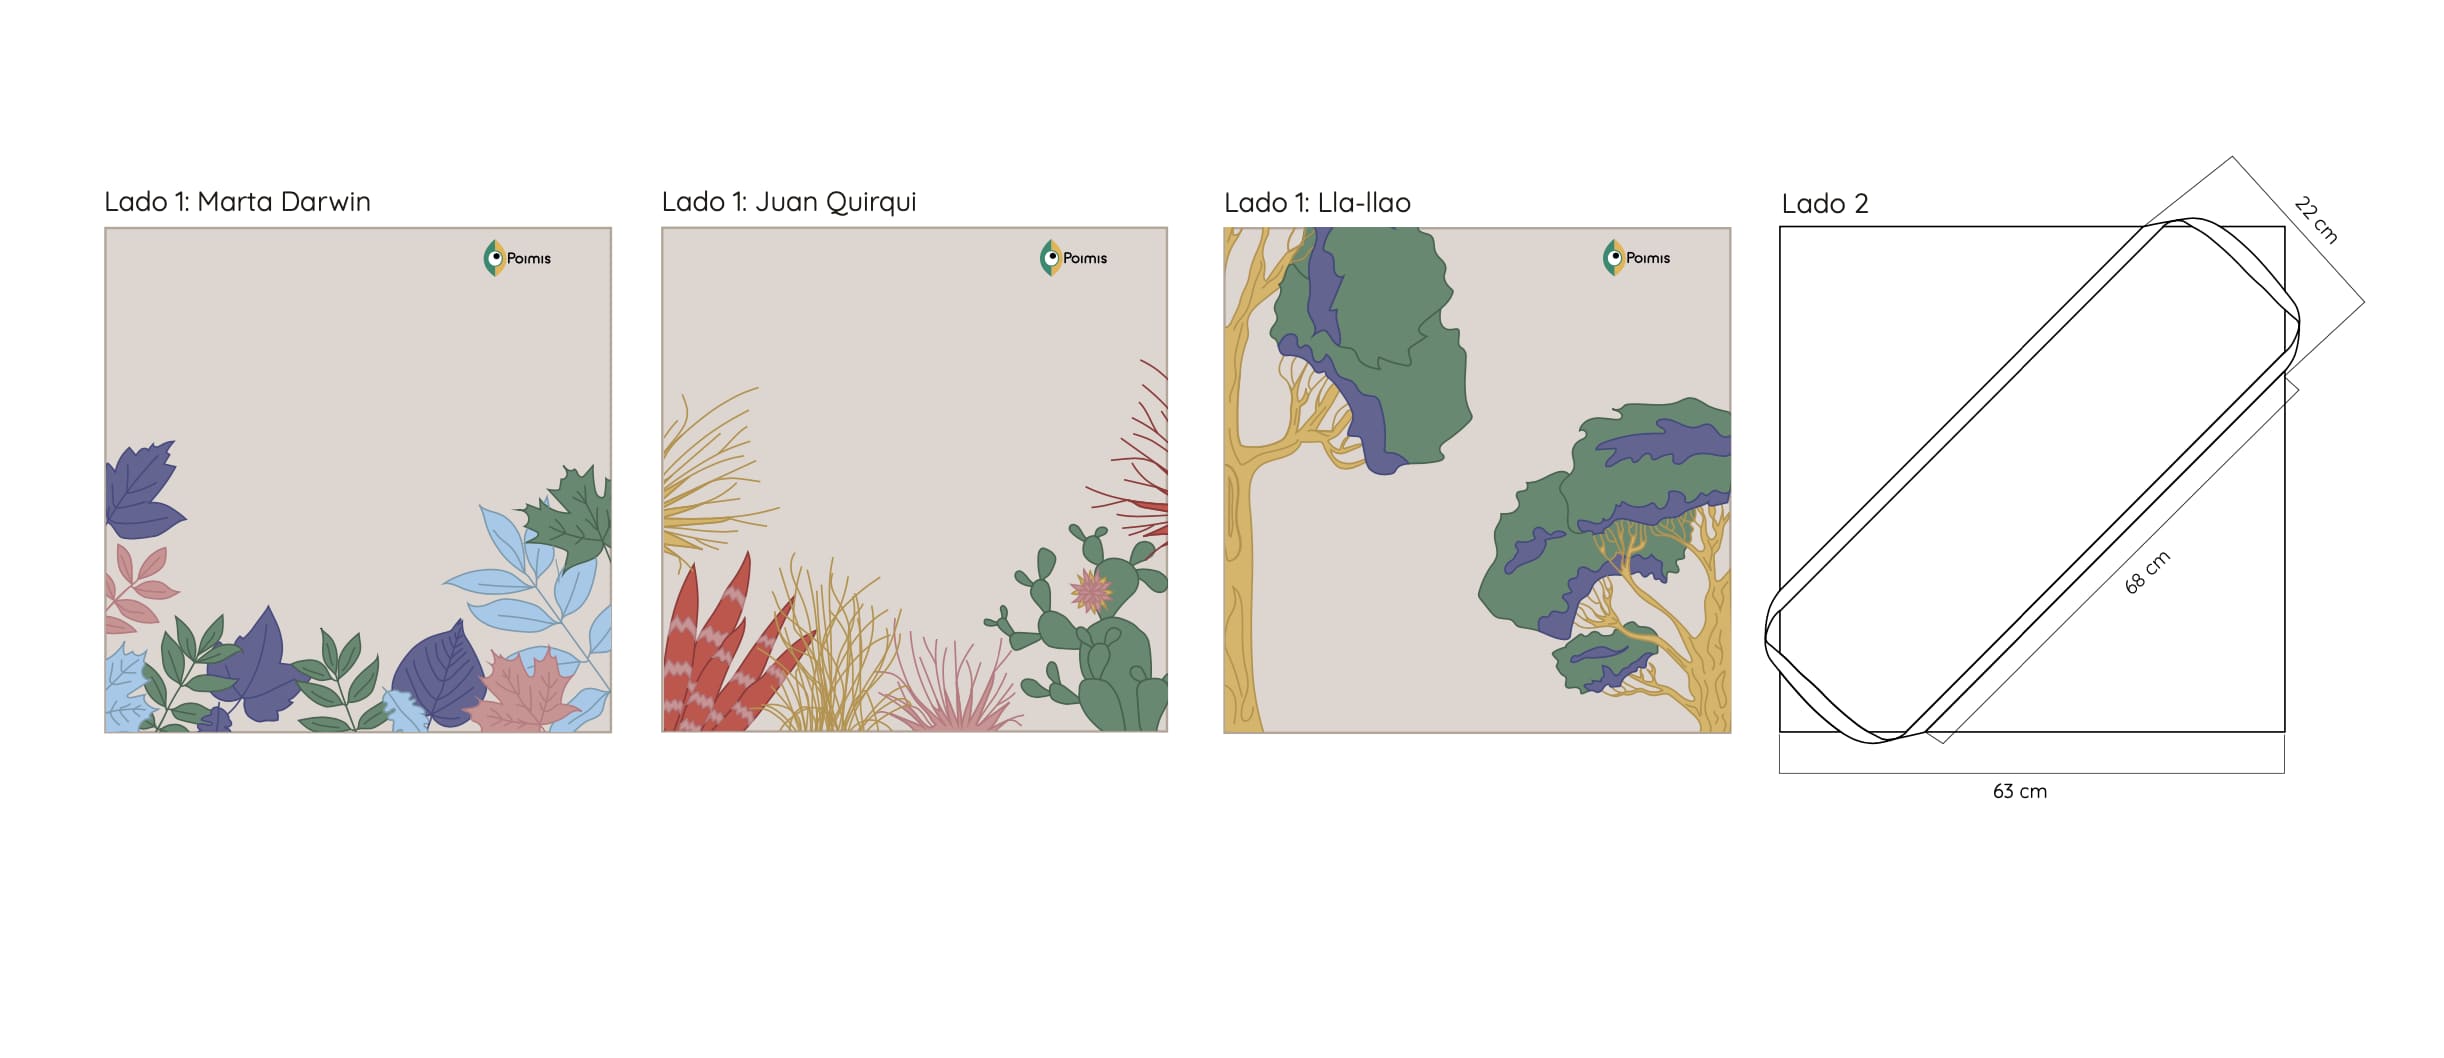 Lado 1: Marta Darwin
Poimis
Lado 1: Juan Quirqui
Poimis
Lado 1: Lla-llao
Poimis
Lado 2
22 cm
68 cm
63 cm